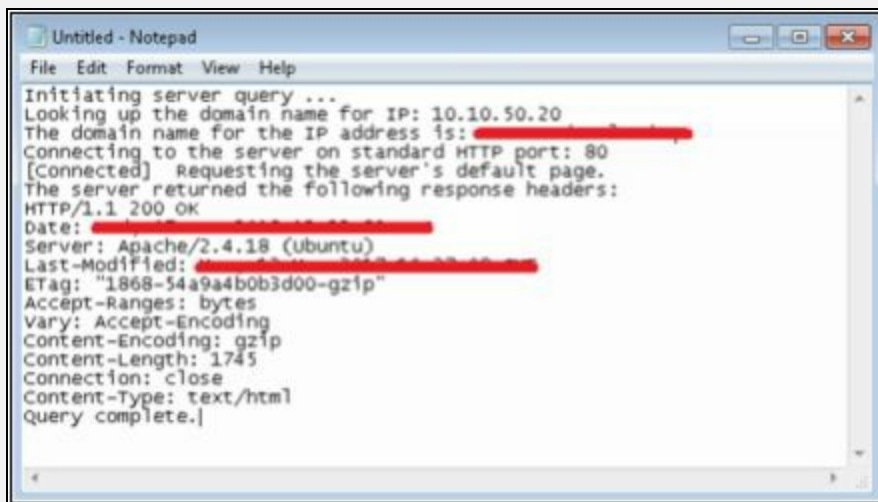 Untitled - Notepad
File Edit Format View Help
Initiating server query ...
Looking up the domain name for IP: 10.10.50.20
The domain name for the IP address is:
Connecting to the server on standard HTTP port: 80
[Connected] Requesting the server's default page.
The server returned the following response headers:
HTTP/1.1 200 OK
Date:
Server: Apache/2.4.18 (Ubuntu)
Last-Modified:
ETag: "1868-54a9a4b0b3d00-gzip"
Accept-Ranges: bytes
Vary: Accept-Encoding
Content-Encoding: gzip
Content-Length: 1745
Connection: close
Content-Type: text/html
Query complete.